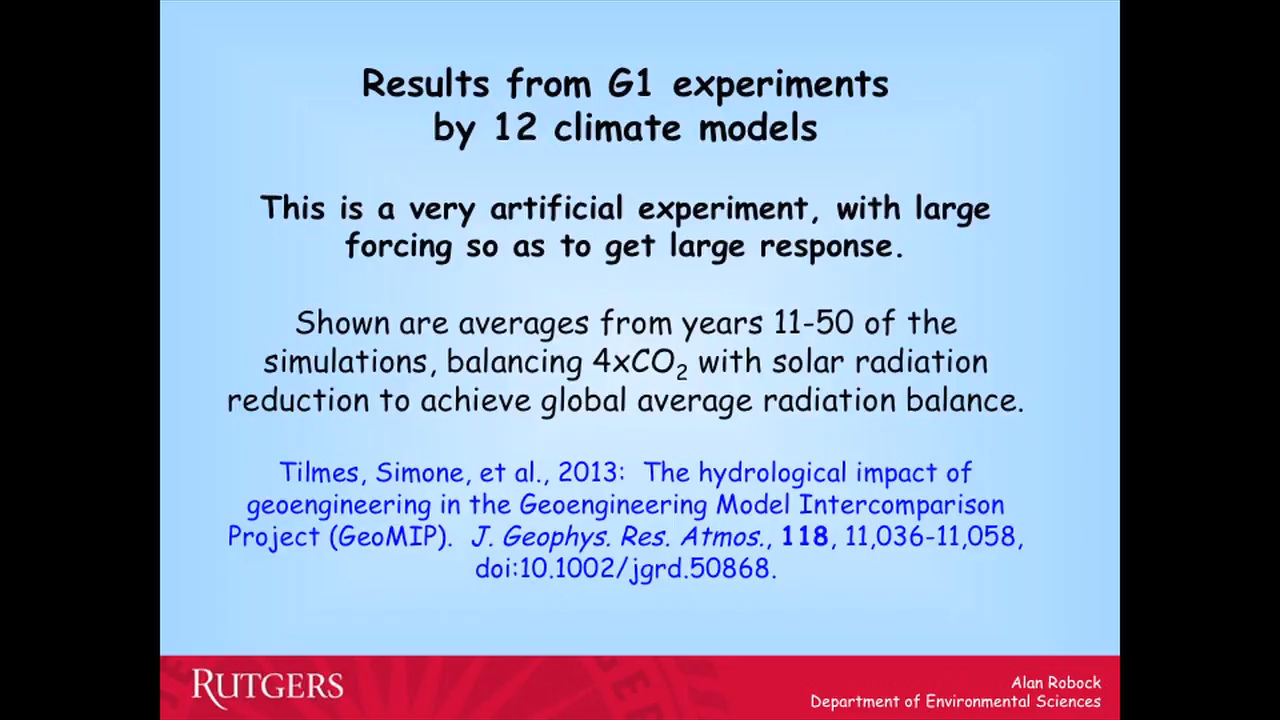 Results from G1 experiments
by 12 climate models
This is a very artificial experiment, with large
forcing so as to get large response.
Shown are averages from years 11-50 of the
simulations, balancing 4xCO₂ with solar radiation
reduction to achieve global average radiation balance.
Tilmes, Simone, et al., 2013:  The hydrological impact of
geoengineering in the Geoengineering Model Intercomparison
Project (GeoMIP).  J. Geophys. Res. Atmos., 118, 11,036-11,058,
doi:10.1002/jgrd.50868.
RUTGERS
Alan Robock
Department of Environmental Sciences